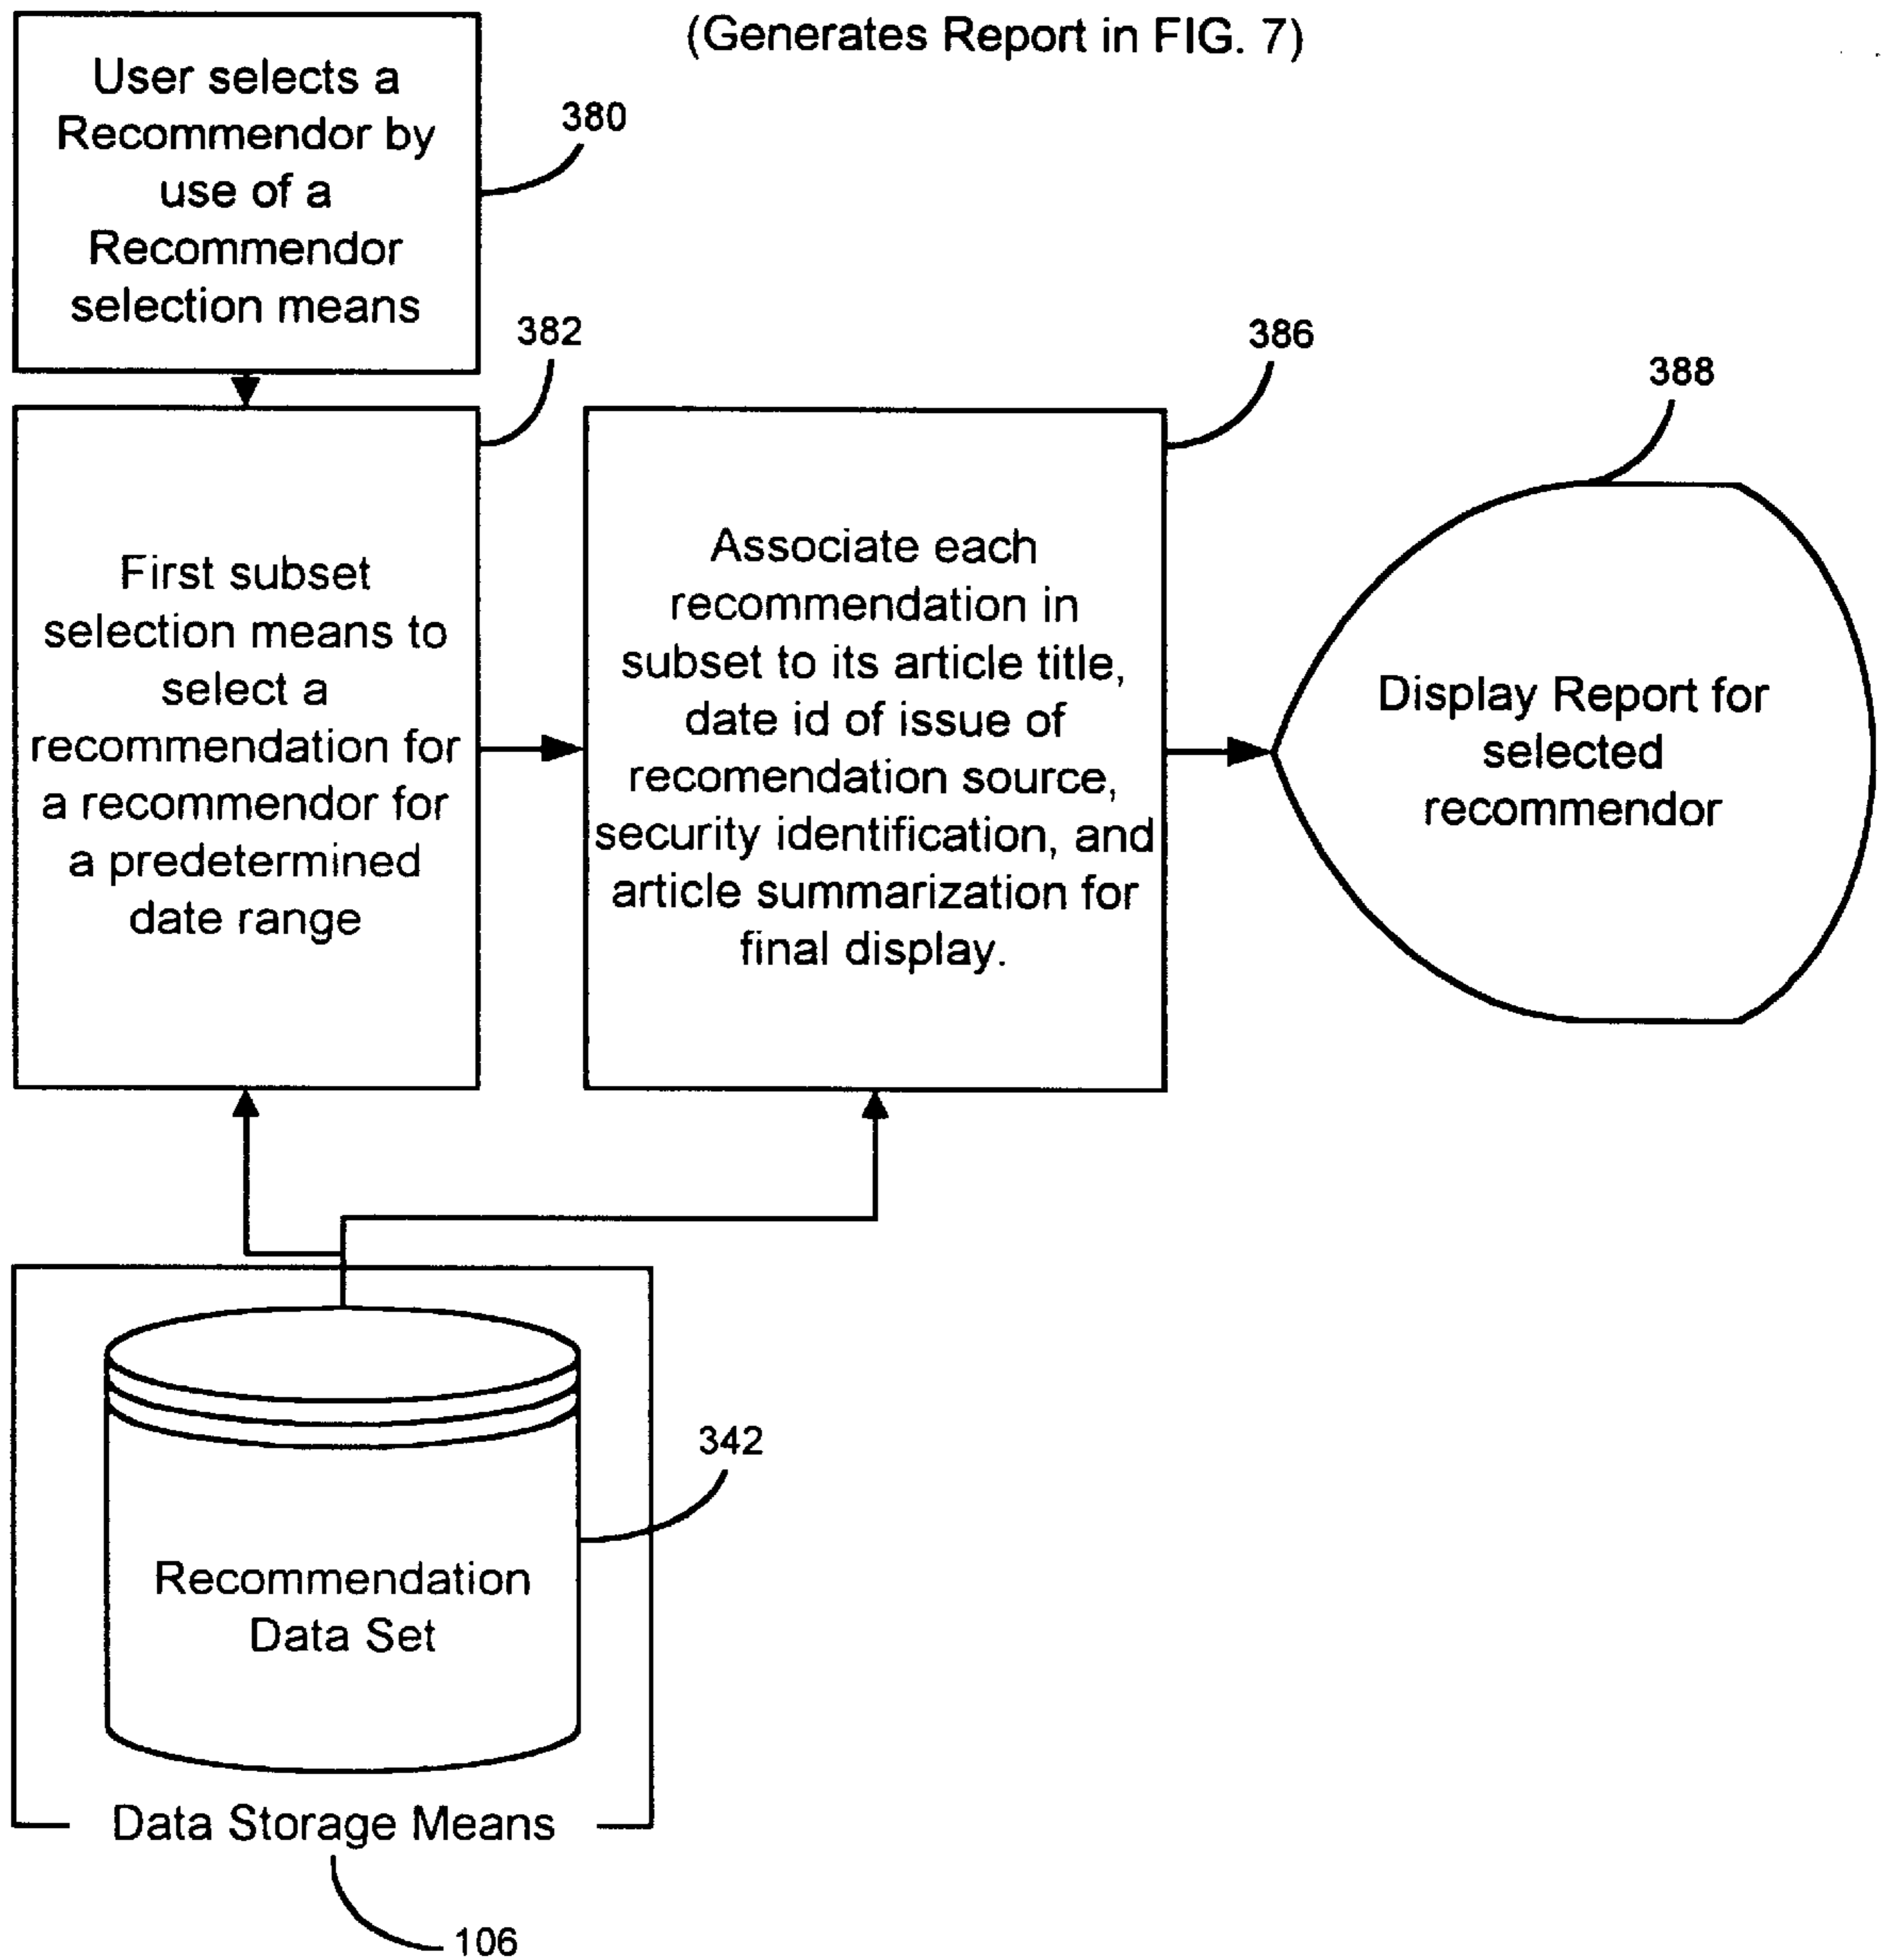 (Generates Report in FIG. 7)
User selects a
Recommendor by
use of a
Recommendor
selection means
380
382
First subset
selection means to
select a
recommendation for
a recommendor for
a predetermined
date range
386
Associate each
recommendation in
subset to its article title,
date id of issue of
recomendation source,
security identification, and
article summarization for
final display.
388
Display Report for
selected
recommendor
342
Recommendation
Data Set
Data Storage Means
106